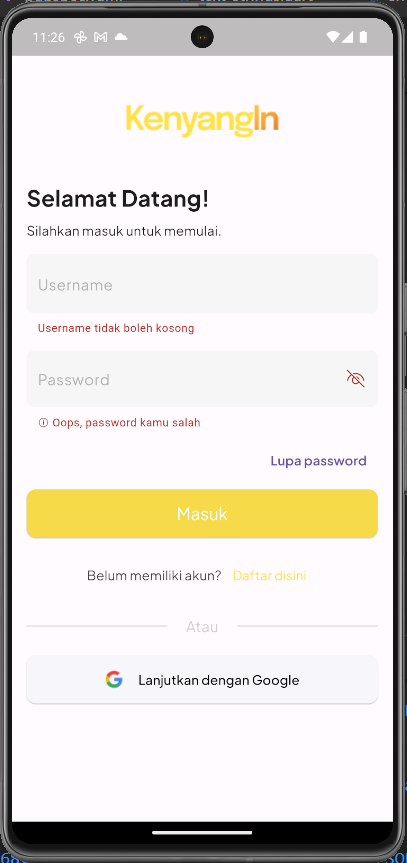 11:26
KenyangIn
Selamat Datang!
Silahkan masuk untuk memulai.
Username
Username tidak boleh kosong
Password
Oops, password kamu salah
Lupa password
Masuk
Belum memiliki akun? Daftar disini
Atau
Lanjutkan dengan Google